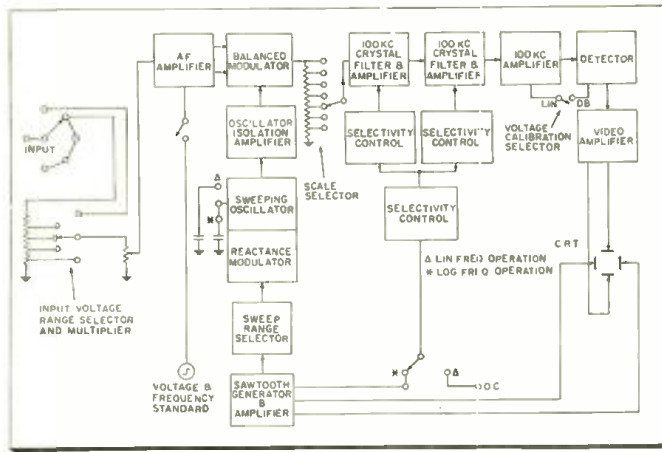 AF
AMPLIFIER
BALANCED
MODULATOR
100 KC CRYSTAL
FILTER &
AMPLIFIER
100 KC CRYSTAL
FILTER &
AMPLIFIEF
100 KC
AMPLIFIER
DETECTOR
LIN
DB
VOLTAGE
CALIBRATION
SELECTOR
INPUT
OSCILLATOR
ISOLATION
AMPLIFIER
SELECTIVITY
CONTROL
SELECTIVITY
CONTROL
VIDEO
AMPLIFIER
SCALE
SELECTOR
Δ
SWEEPING
OSCILLATOR
*
SELECTIVITY
CONTROL
CRT
REACTANCE
MODULATOR
Δ LIN FREQ OPERATION
* LOG FR Q OPERATION
INPUT VOLTAGE
RANGE SELECTOR
AND MULTIPLIER
SWEEP
RANGE
SELECTOR
VOLTAGE &
FREQUENCY
STANDARD
SAWTOOTH
GENERATOR
&
AMPLIFIER
*
Δ
DC